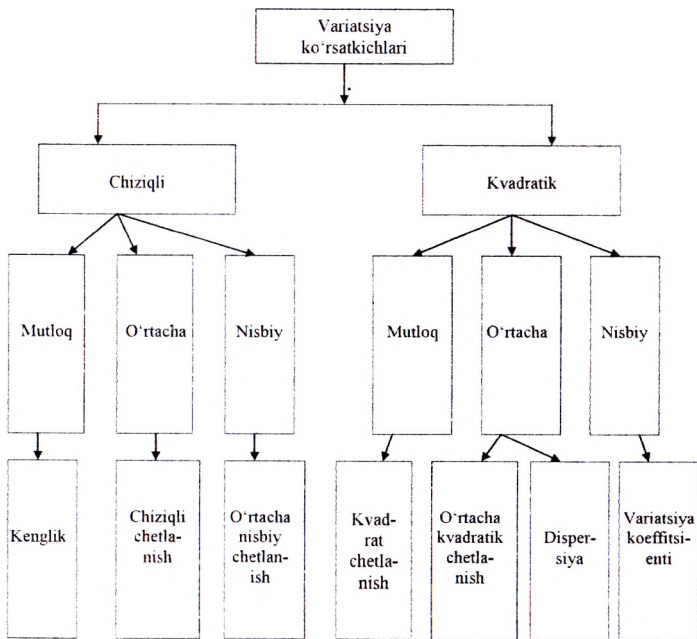 Variatsiya
ko‘rsatkichlari
Chiziqli
Kvadratik
Mutloq
O‘rtacha
Nisbiy
Mutloq
O‘rtacha
Nisbiy
Kenglik
Chiziqli
chetla-
nish
O‘rtacha
nisbiy
chetlan-
ish
Kvad-
rat
chetla-
nish
O‘rtacha
kvadratik
chetla-
nish
Disper-
siya
Variatsiya
koeffitsi-
enti